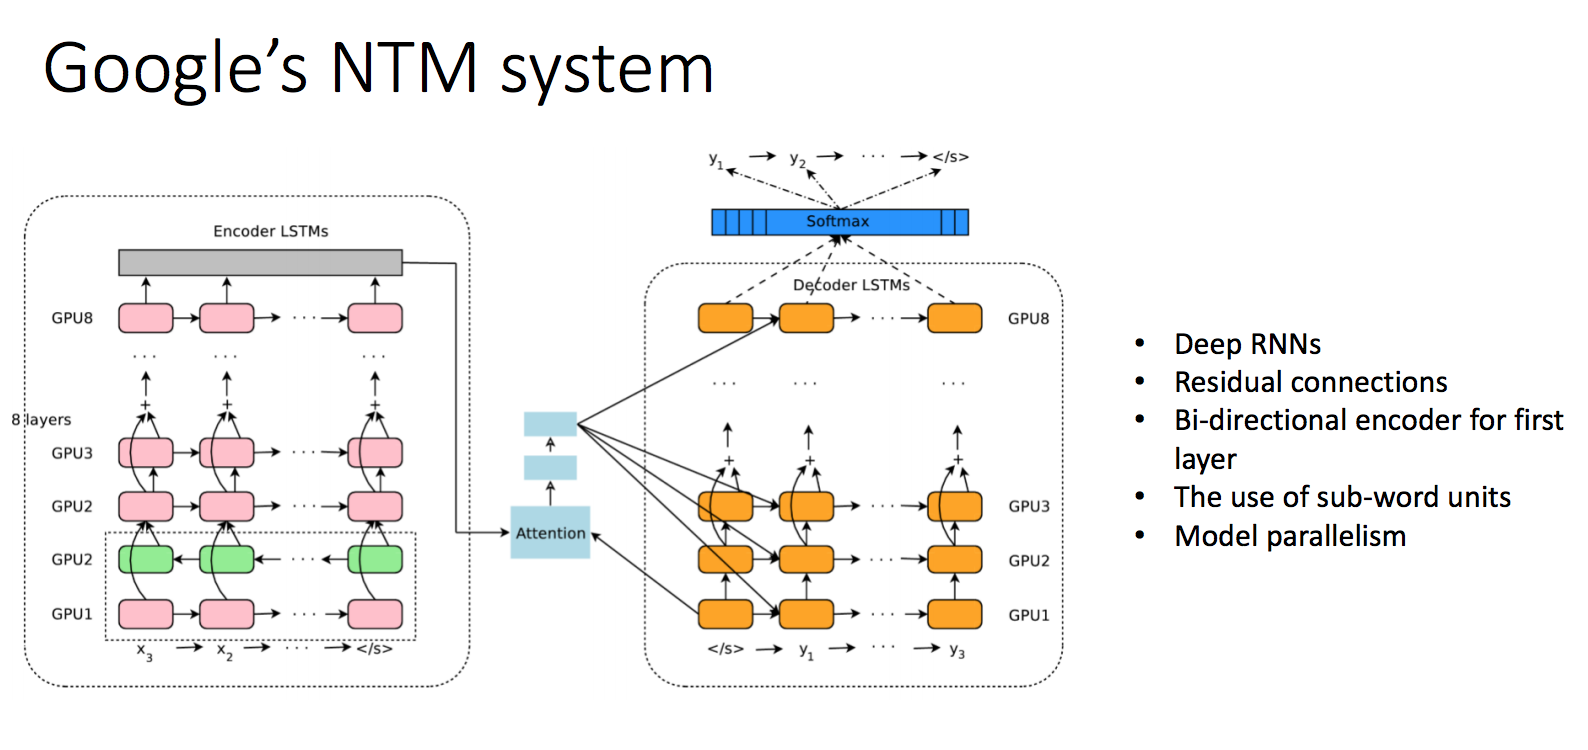 Google's NTM system
y1 y2 ... </s>
Softmax
Encoder LSTMs
Decoder LSTMs
GPU8
...
8 layers
GPU3
GPU2
GPU2
GPU1
x3 x2 ... </s>
Attention
GPU8
...
GPU3
GPU2
GPU1
</s> y1 ... y3
• Deep RNNs
• Residual connections
• Bi-directional encoder for first
layer
• The use of sub-word units
• Model parallelism